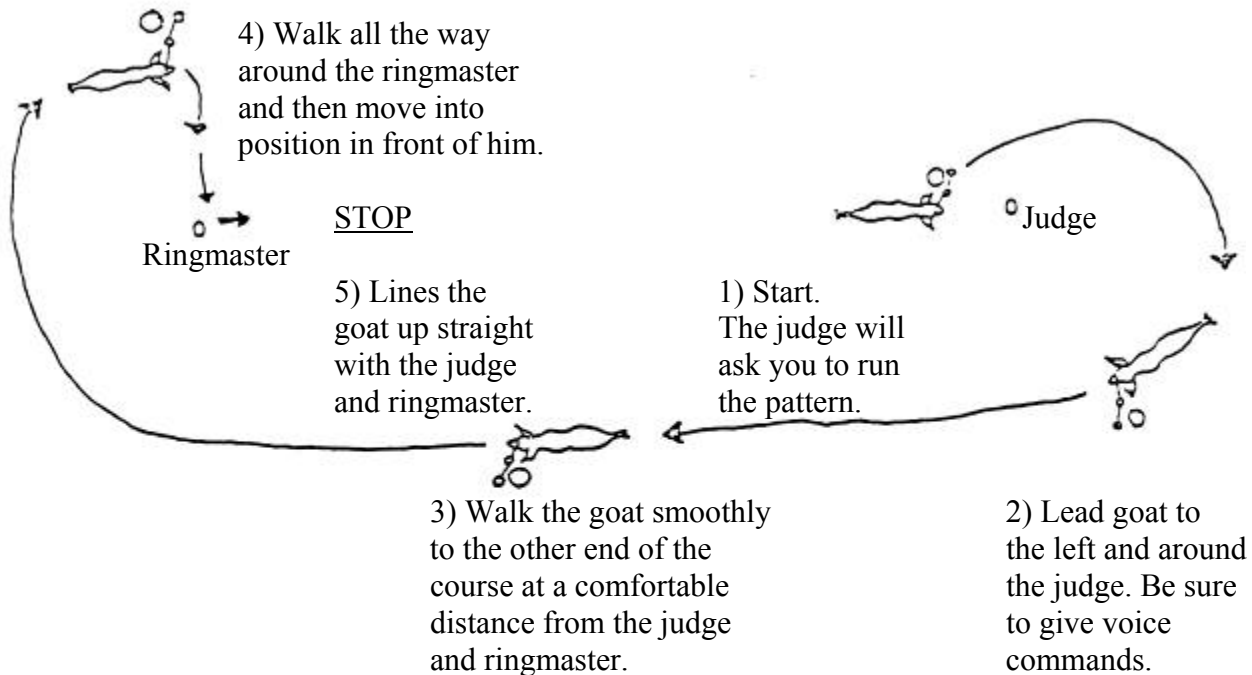 4) Walk all the way
around the ringmaster
and then move into
position in front of him.
Judge
STOP
Ringmaster
5) Lines the
goat up straight
with the judge
and ringmaster.
1) Start.
The judge will
ask you to run
the pattern.
3) Walk the goat smoothly
to the other end of the
course at a comfortable
distance from the judge
and ringmaster.
2) Lead goat to
the left and around
the judge. Be sure
to give voice
commands.